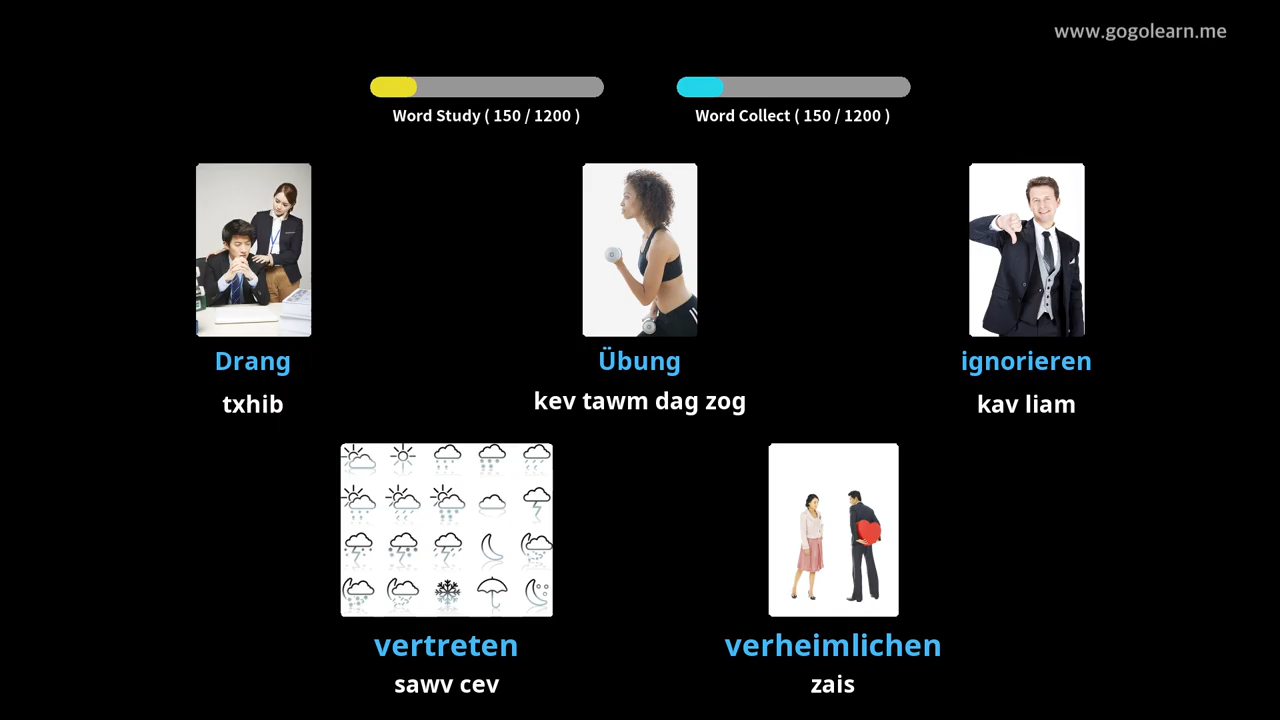 www.gogolearn.me
Word Study ( 150 / 1200 )
Word Collect ( 150 / 1200 )
Drang
Übung
ignorieren
txhib
kev tawm dag zog
kav liam
vertreten
verheimlichen
sawv cev
zais